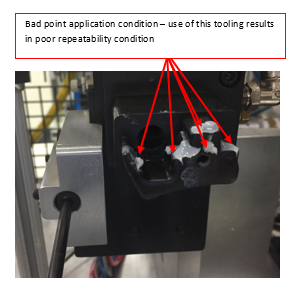 Bad point application condition – use of this tooling results
in poor repeatability condition